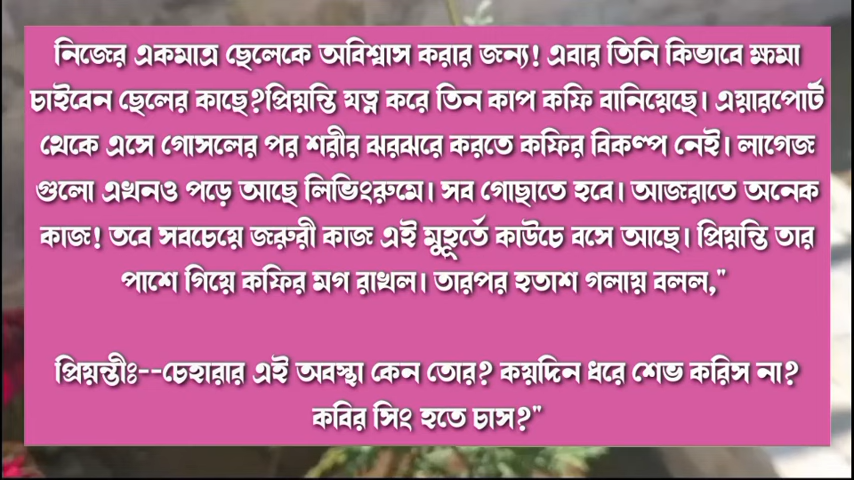 নিজের একমাত্র ছেলেকে অবিশ্বাস করার জন্য! এবার তিনি কিভাবে ক্ষমা
চাইবেন ছেলের কাছে?প্রিয়ন্তি যত্ন করে তিন কাপ কফি বানিয়েছে। এয়ারপোর্ট
থেকে এসে গোসলের পর শরীর ঝরঝরে করতে কফির বিকল্প নেই। লাগেজ
গুলো এখনও পড়ে আছে লিভিংরুমে। সব গোছাতে হবে। আজরাতে অনেক
কাজ! তবে সবচেয়ে জরুরী কাজ এই মুহূর্তে কাউচে বসে আছে। প্রিয়ন্তি তার
পাশে গিয়ে কফির মগ রাখল। তারপর হতাশ গলায় বলল,"
প্রিয়ন্তীঃ--চেহারার এই অবস্থা কেন তোর? কয়দিন ধরে শেভ করিস না?
কবির সিং হতে চাস?"